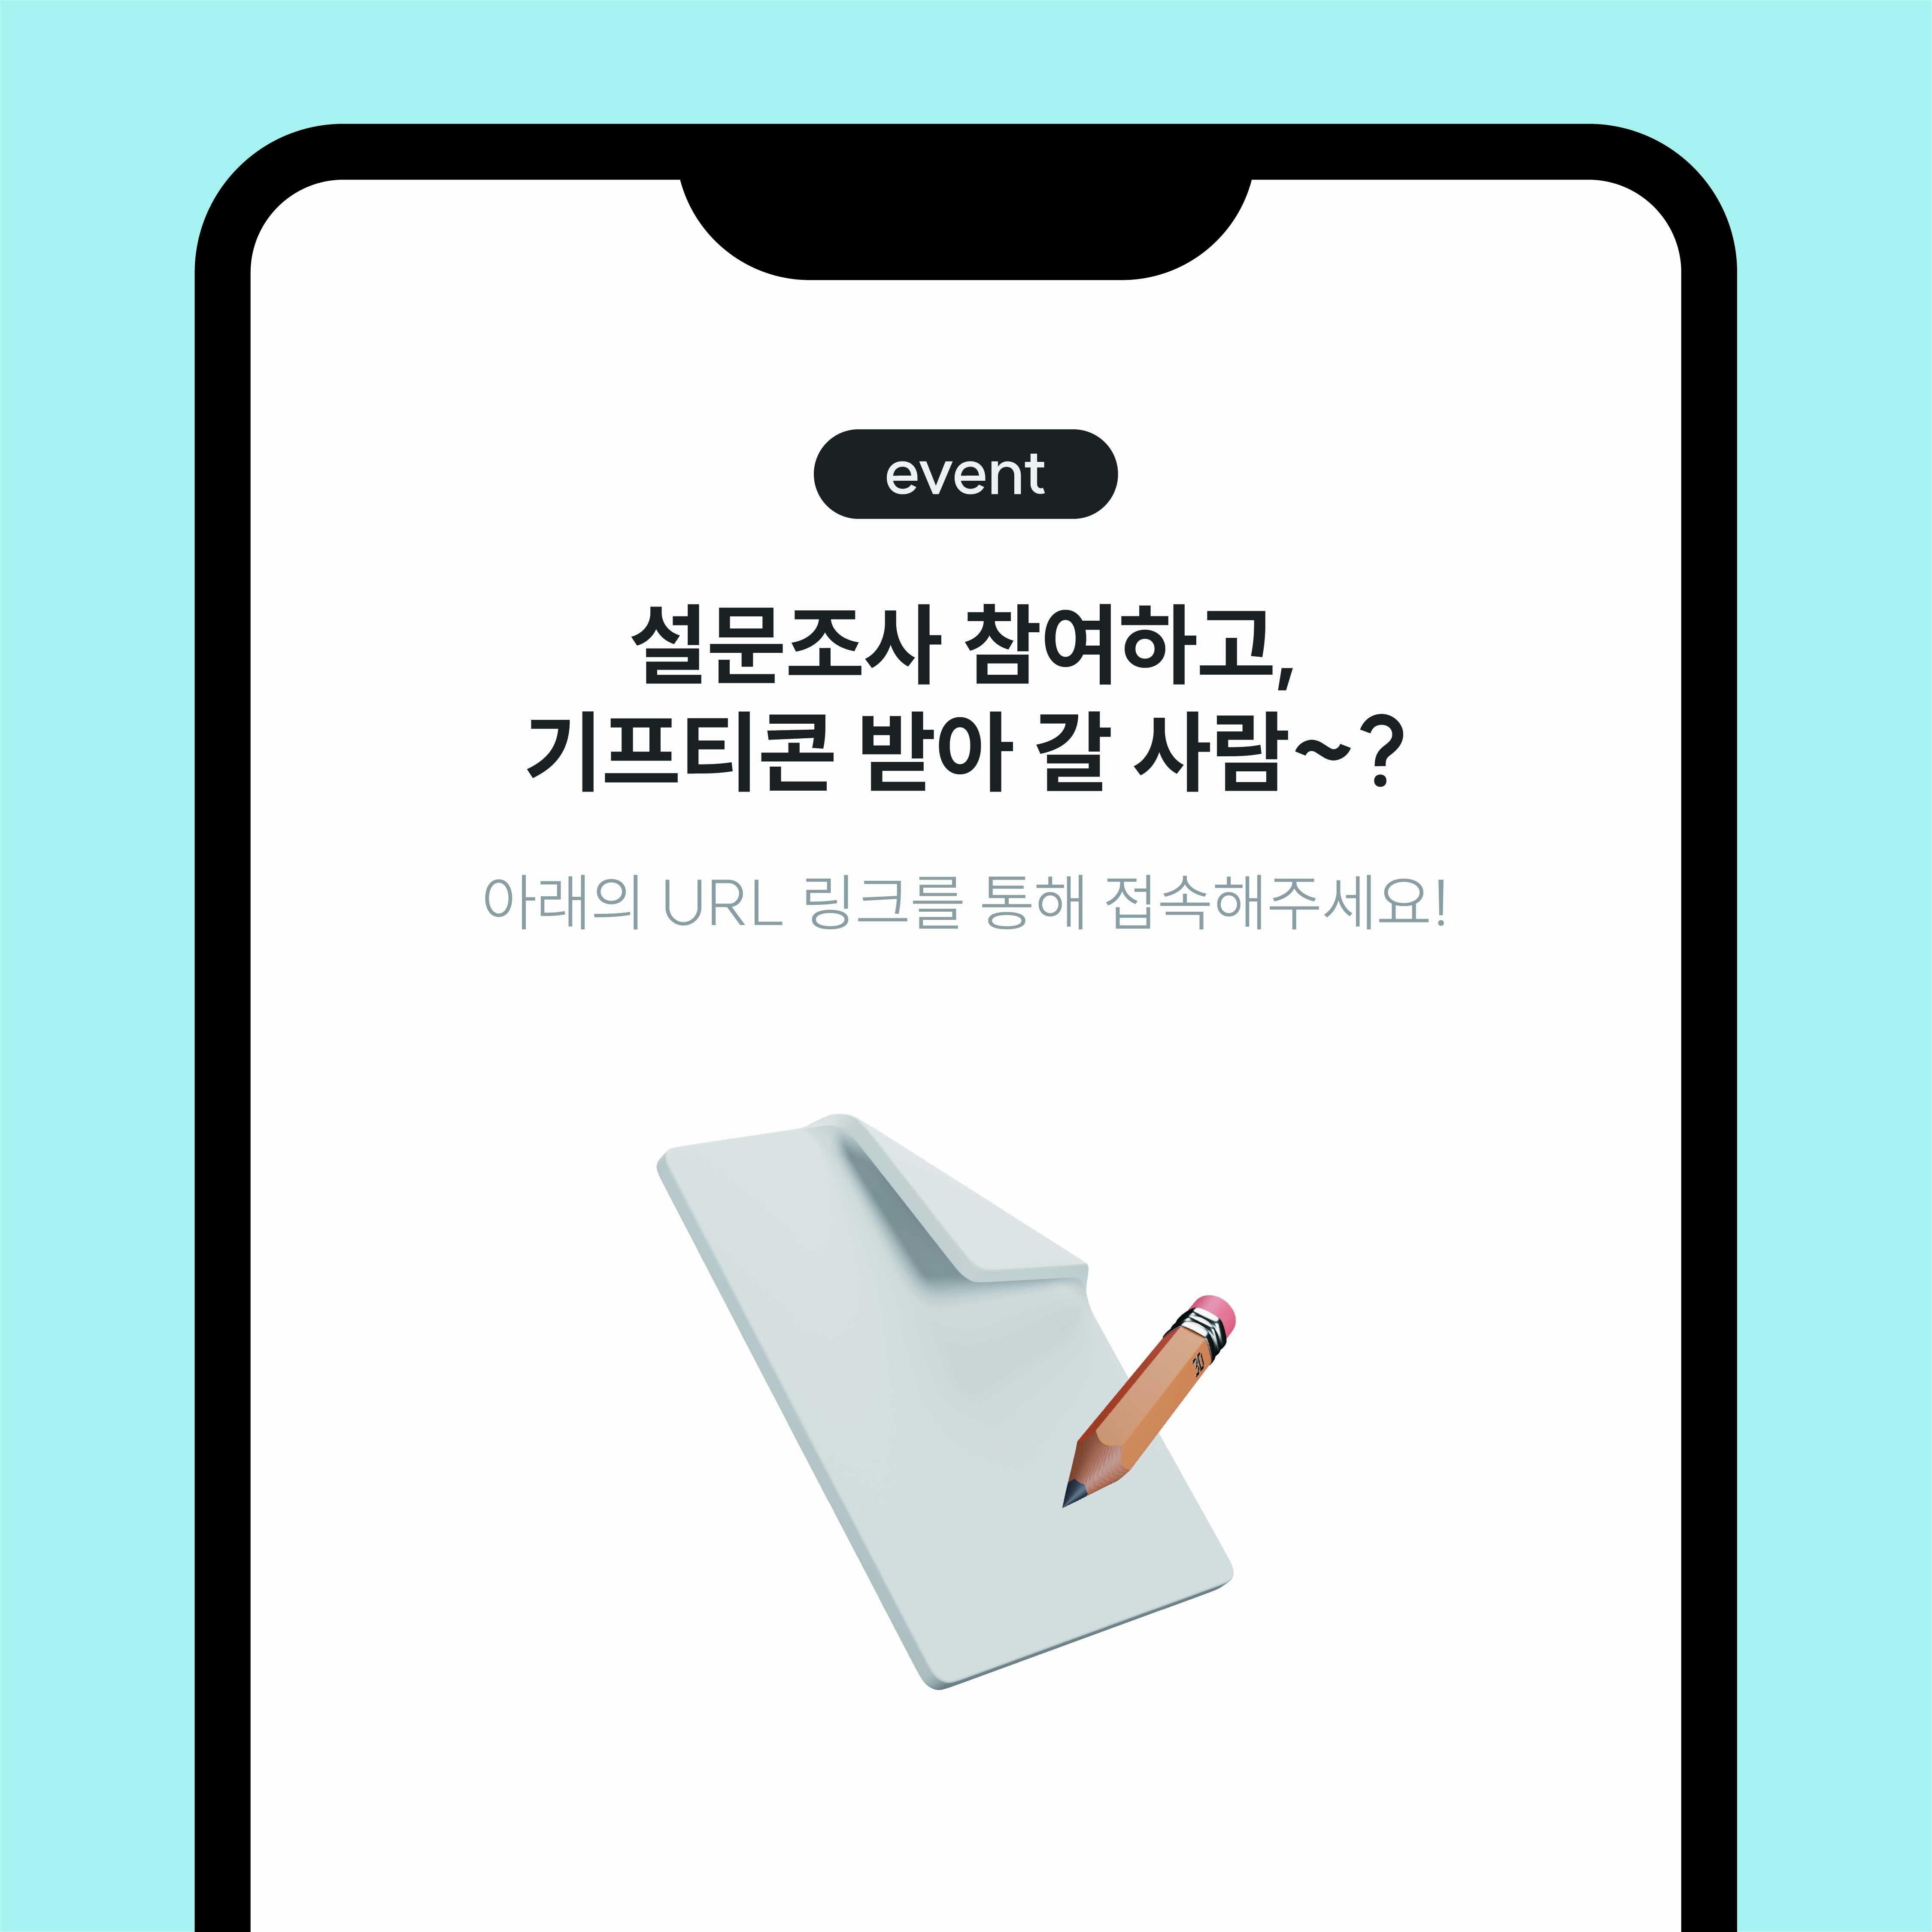 event
설문조사 참여하고,
기프티콘 받아 갈 사람~?
아래의 URL 링크를 통해 접속해주세요!